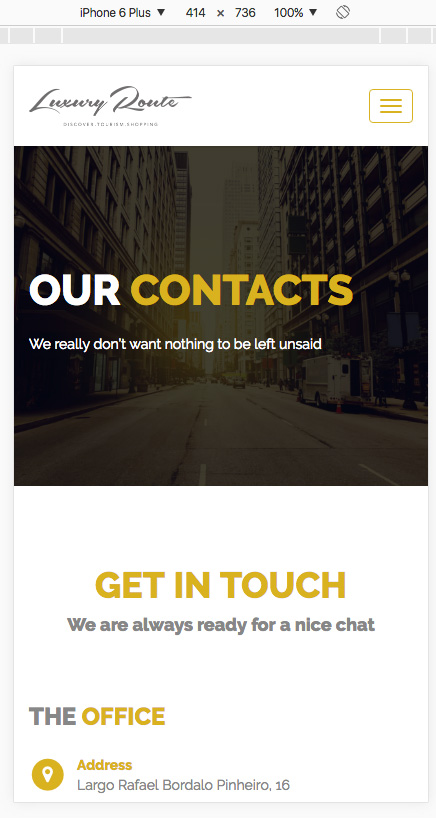 iPhone 6 Plus ▼ 414 × 736 100% ▼
Luxury Route
DISCOVER.TOURISM.SHOPPING
OUR CONTACTS
We really don't want nothing to be left unsaid
GET IN TOUCH
We are always ready for a nice chat
THE OFFICE
Address
Largo Rafael Bordalo Pinheiro, 16